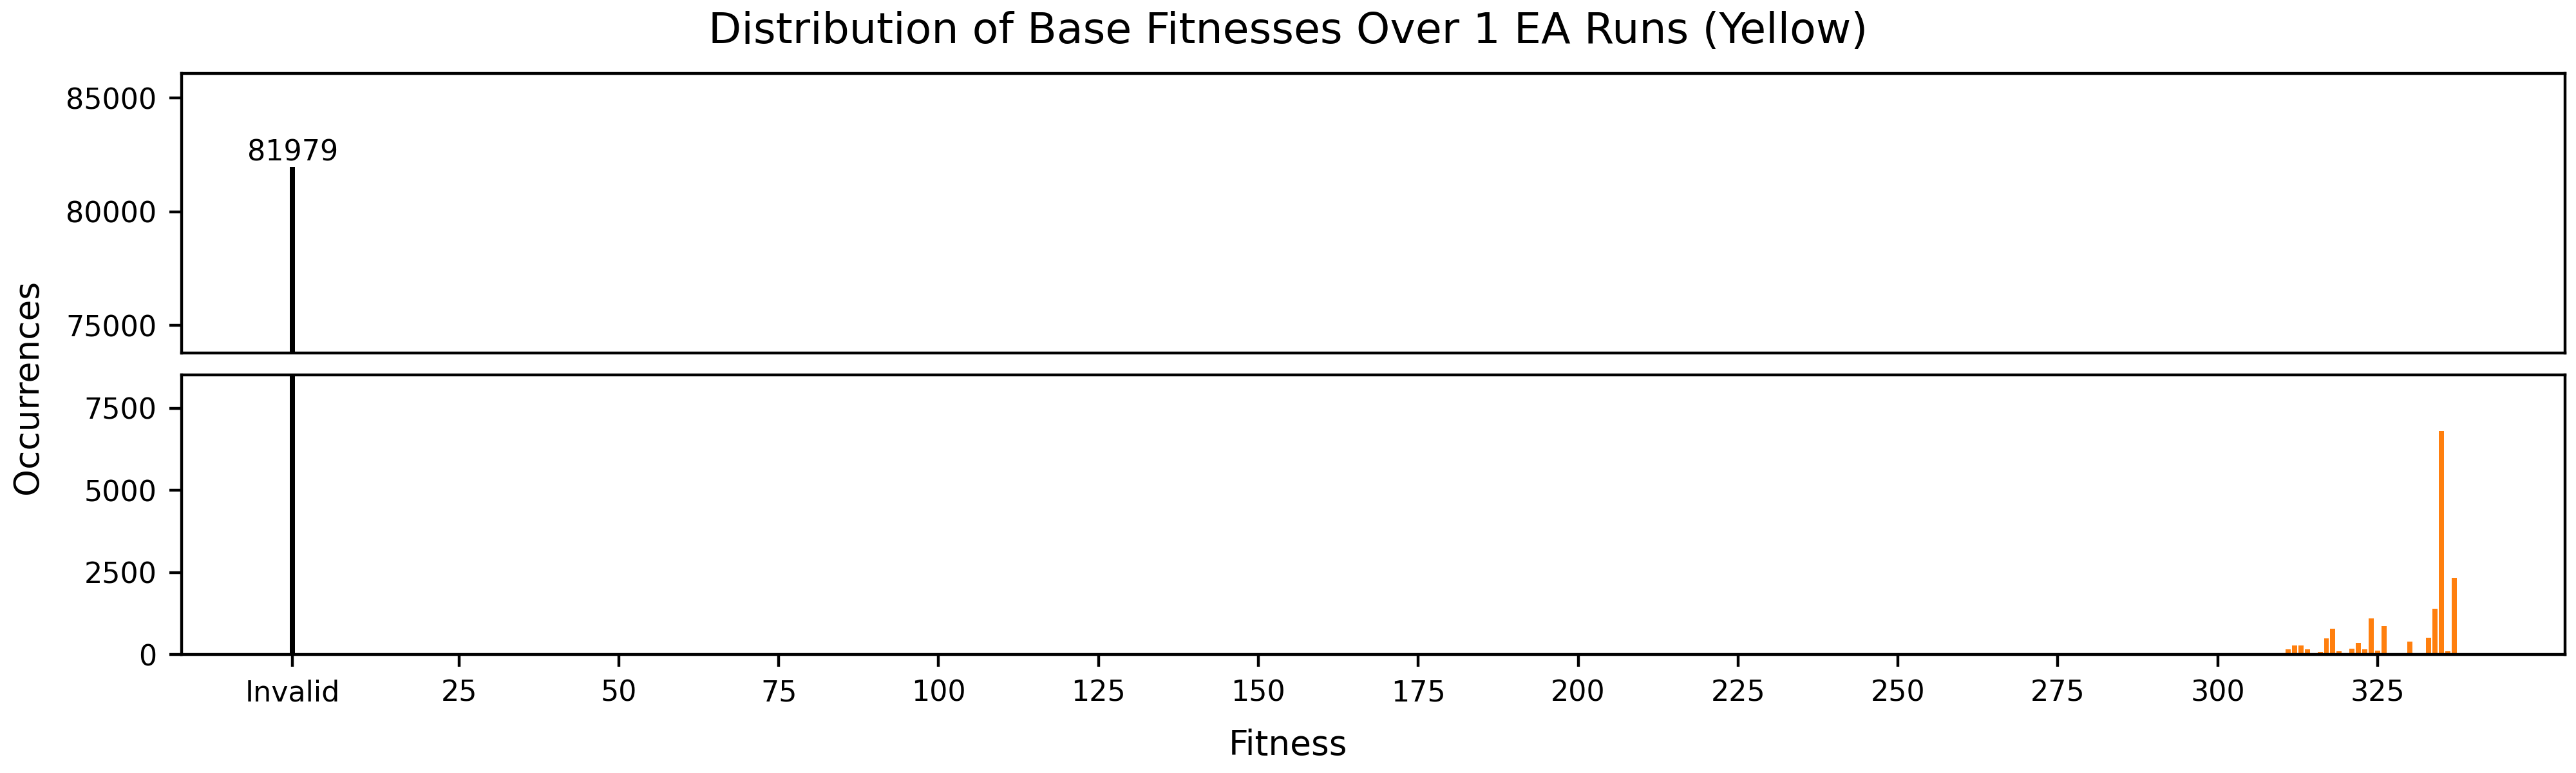 Distribution of Base Fitnesses Over 1 EA Runs (Yellow)
85000
81979
80000
75000
Occurrences
7500
5000
2500
0
Invalid 25 50 75 100 125 150 175 200 225 250 275 300 325
Fitness